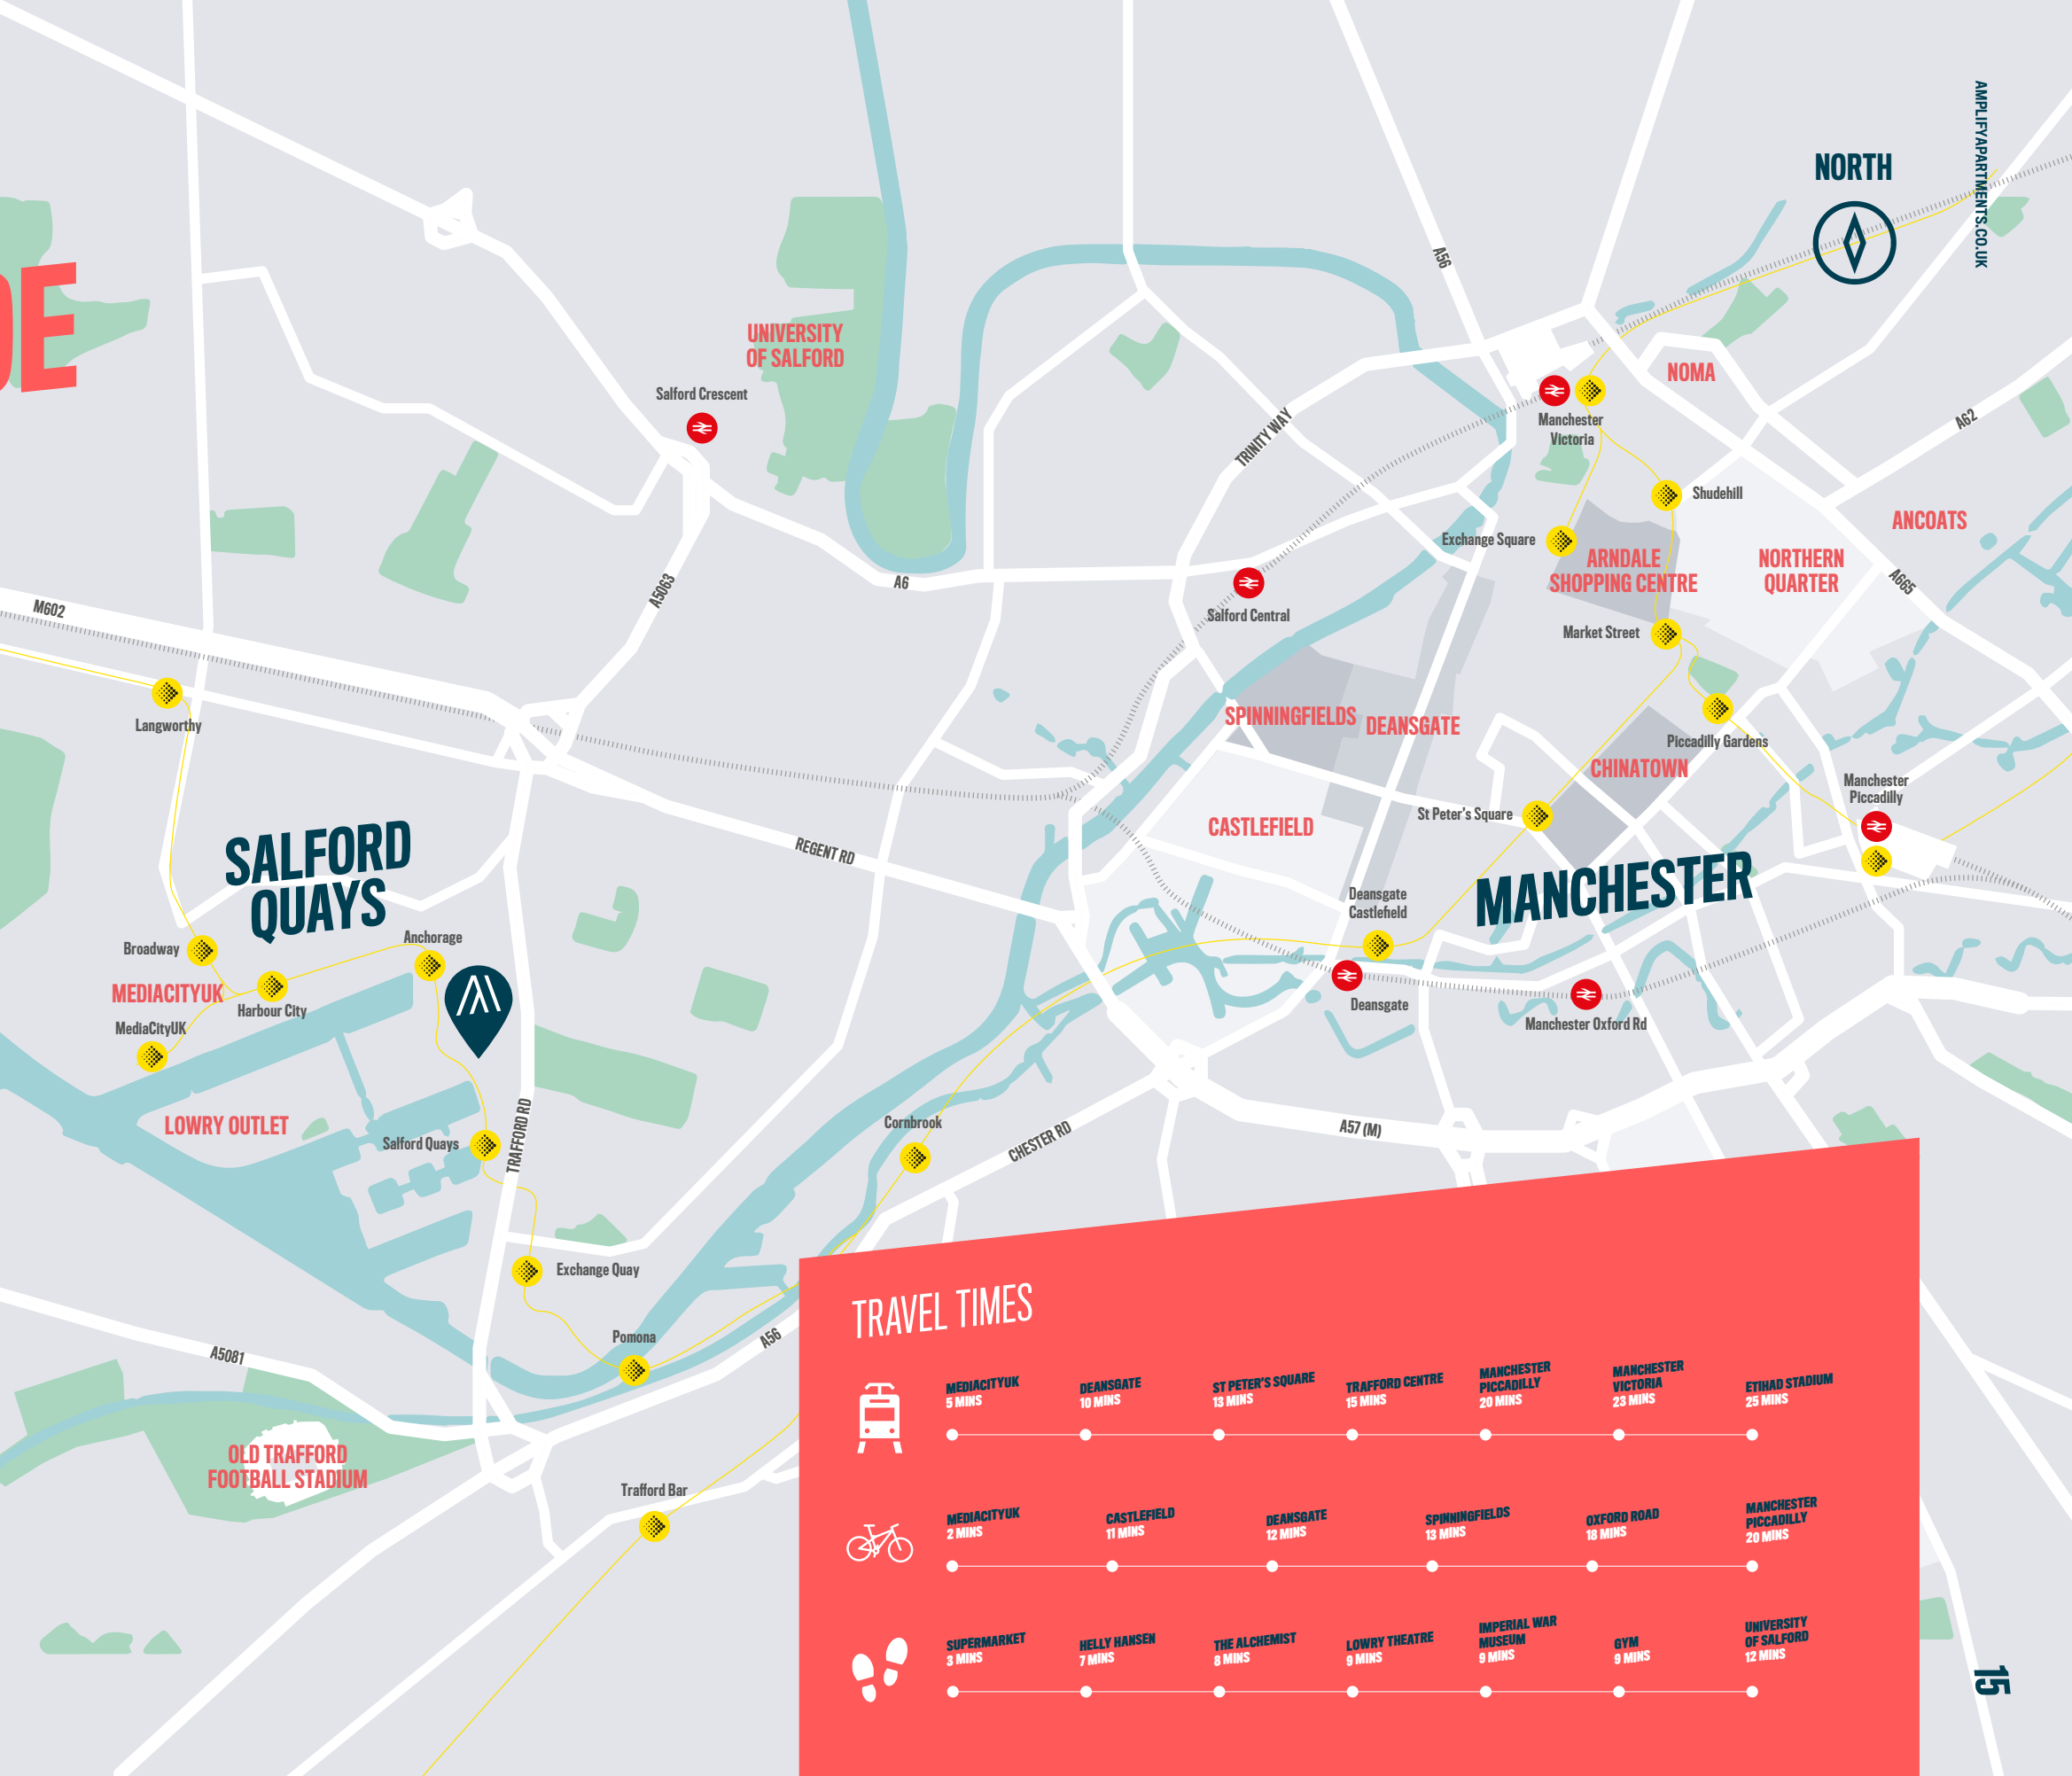 DE
NORTH
AMPLIFYAPARTMENTS.CO.UK
A56
UNIVERSITY
OF SALFORD
NOMA
Salford Crescent
Manchester
Victoria
TRINITY WAY
A62
Shudehill
ANCOATS
Exchange Square
ARNDALE
SHOPPING CENTRE
NORTHERN
QUARTER
A665
A6
A5063
M602
Salford Central
Market Street
Langworthy
SPINNINGFIELDS
DEANSGATE
Piccadilly Gardens
CHINATOWN
Manchester
Piccadilly
St Peter's Square
CASTLEFIELD
REGENT RD
SALFORD
QUAYS
MANCHESTER
Deansgate
Castlefield
Anchorage
Broadway
MEDIACITYUK
Harbour City
MediaCityUK
Deansgate
Manchester Oxford Rd
LOWRY OUTLET
Salford Quays
TRAFFORD RD
Cornbrook
CHESTER RD
A57 (M)
Exchange Quay
Pomona
A56
A5081
OLD TRAFFORD
FOOTBALL STADIUM
Trafford Bar
TRAVEL TIMES
MEDIACITYUK
5 MINS
DEANSGATE
10 MINS
ST PETER'S SQUARE
13 MINS
TRAFFORD CENTRE
15 MINS
MANCHESTER
PICCADILLY
20 MINS
MANCHESTER
VICTORIA
23 MINS
ETIHAD STADIUM
25 MINS
MEDIACITYUK
2 MINS
CASTLEFIELD
11 MINS
DEANSGATE
12 MINS
SPINNINGFIELDS
13 MINS
OXFORD ROAD
18 MINS
MANCHESTER
PICCADILLY
20 MINS
SUPERMARKET
3 MINS
HELLY HANSEN
7 MINS
THE ALCHEMIST
8 MINS
LOWRY THEATRE
9 MINS
IMPERIAL WAR
MUSEUM
9 MINS
GYM
9 MINS
UNIVERSITY
OF SALFORD
12 MINS
15